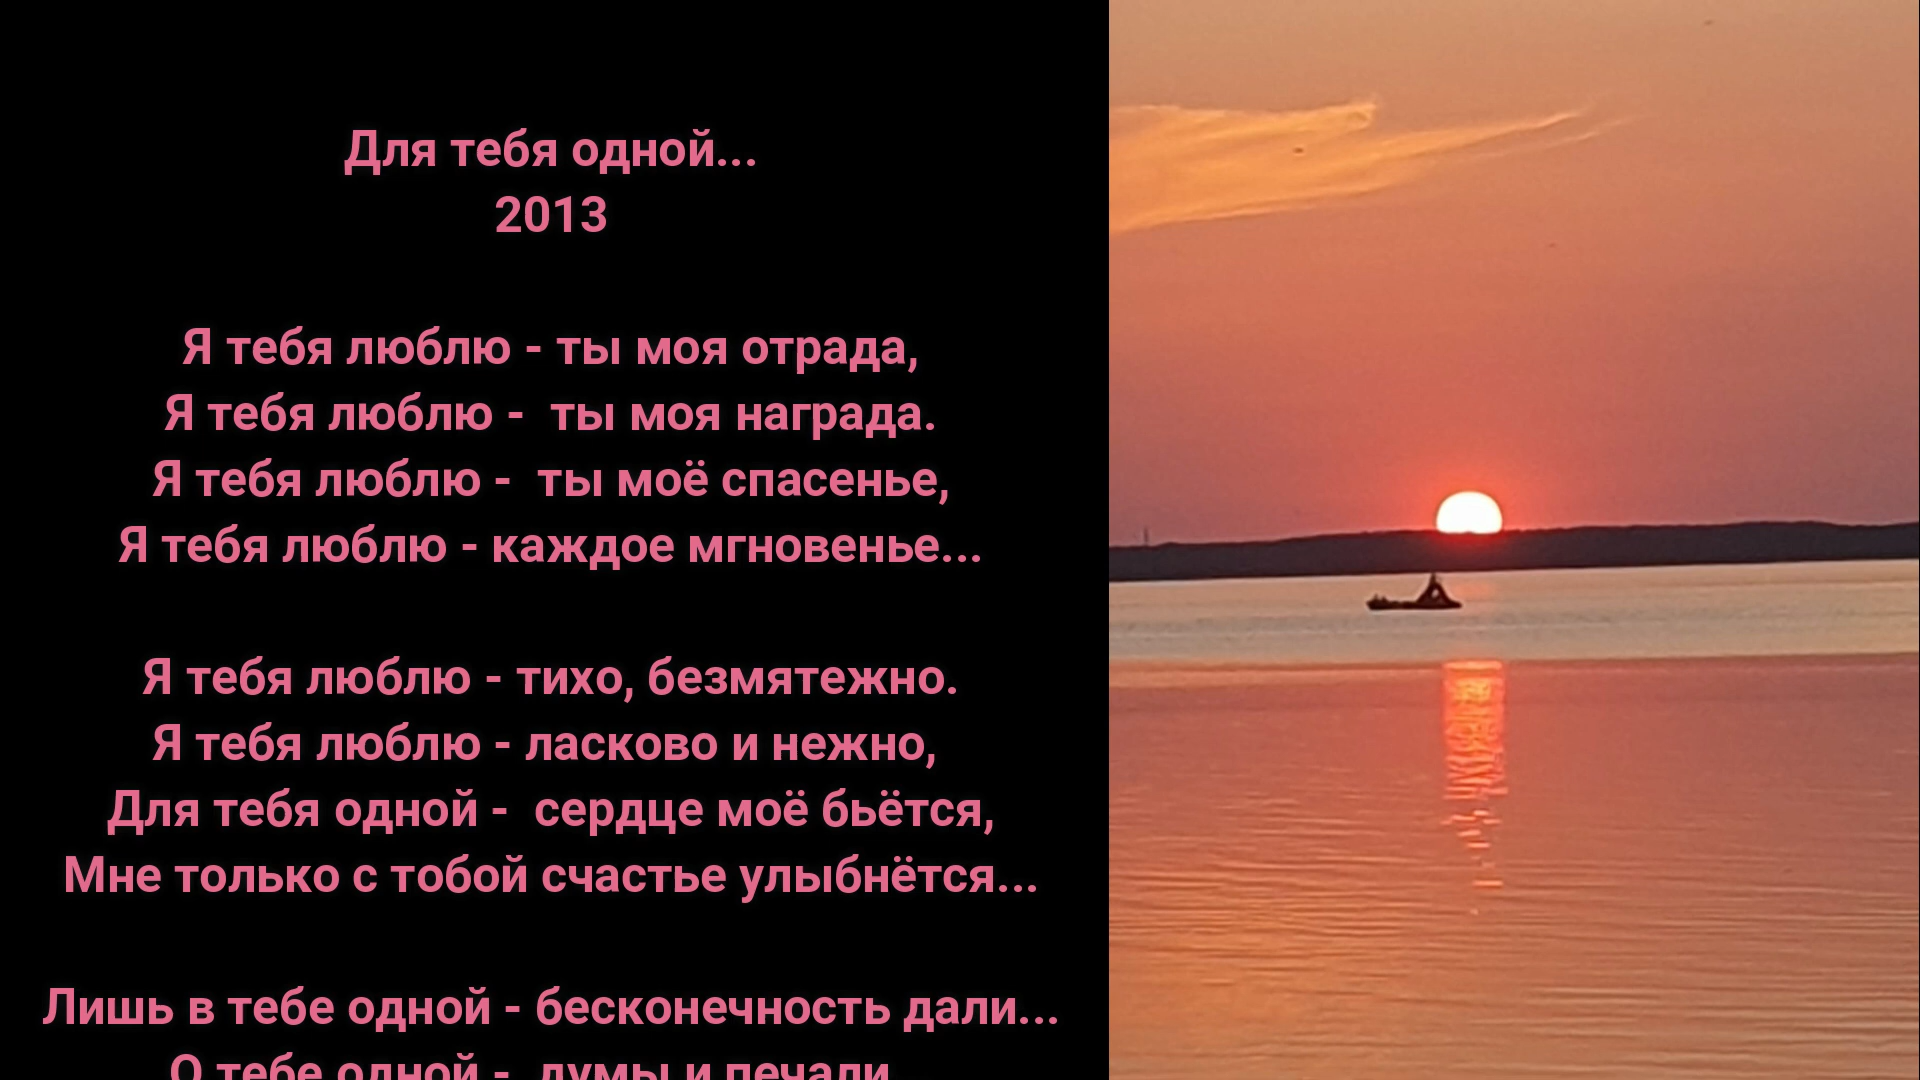 Для тебя одной...
2013
Я тебя люблю - ты моя отрада,
Я тебя люблю -  ты моя награда.
Я тебя люблю -  ты моё спасенье,
Я тебя люблю - каждое мгновенье...
Я тебя люблю - тихо, безмятежно.
Я тебя люблю - ласково и нежно,
Для тебя одной -  сердце моё бьётся,
Мне только с тобой счастье улыбнётся...
Лишь в тебе одной - бесконечность дали...
О тебе одной -  думы и печали